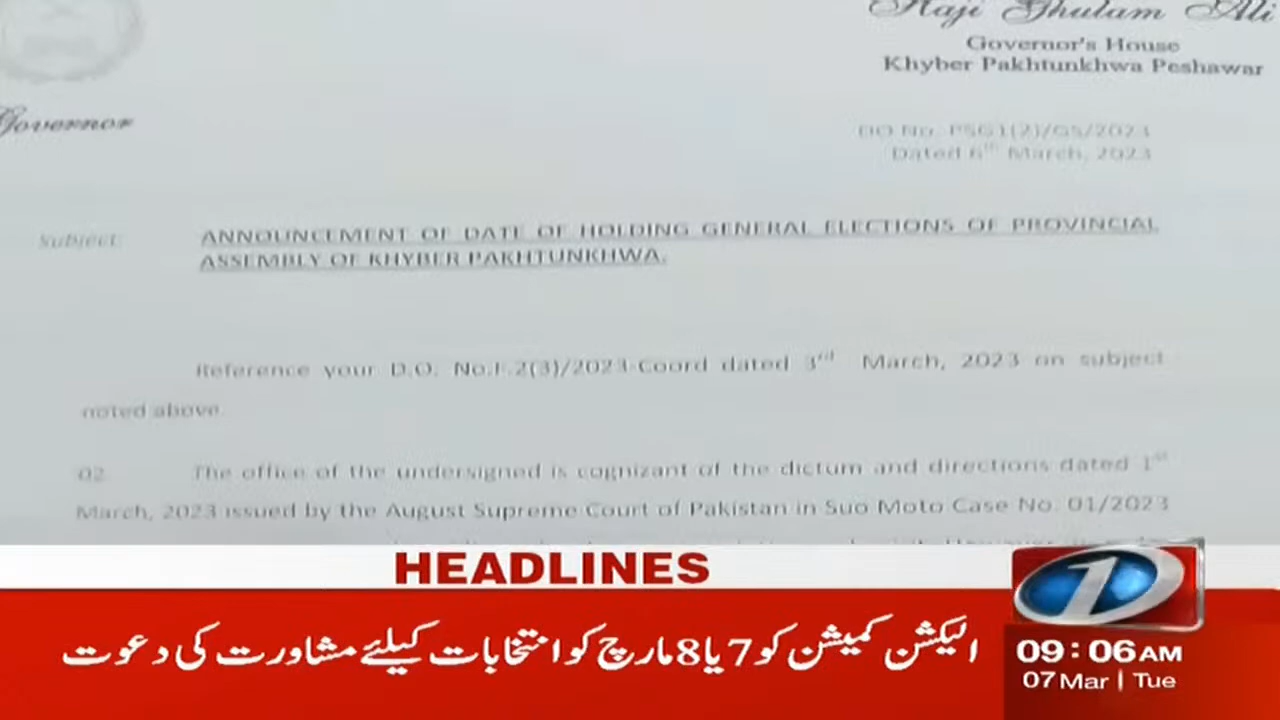 Haji Ghulam Ali
Governor's House
Khyber Pakhtunkhwa Peshawar
Governor
DO No. PSG1(2)/GS/2023
Dated 6th March, 2023
Subject:
ANNOUNCEMENT OF DATE OF HOLDING GENERAL ELECTIONS OF PROVINCIAL
ASSEMBLY OF KHYBER PAKHTUNKHWA.
Reference your D.O. No.F.2(3)/2023-Coord dated 3rd March, 2023 on subject
noted above.
02. The office of the undersigned is cognizant of the dictum and directions dated 1st
March, 2023 issued by the August Supreme Court of Pakistan in Suo Moto Case No. 01/2023
HEADLINES
الیکشن کمیشن کو 7 یا 8 مارچ کو انتخابات کیلئے مشاورت کی دعوت
1
09:06AM
07 Mar | Tue